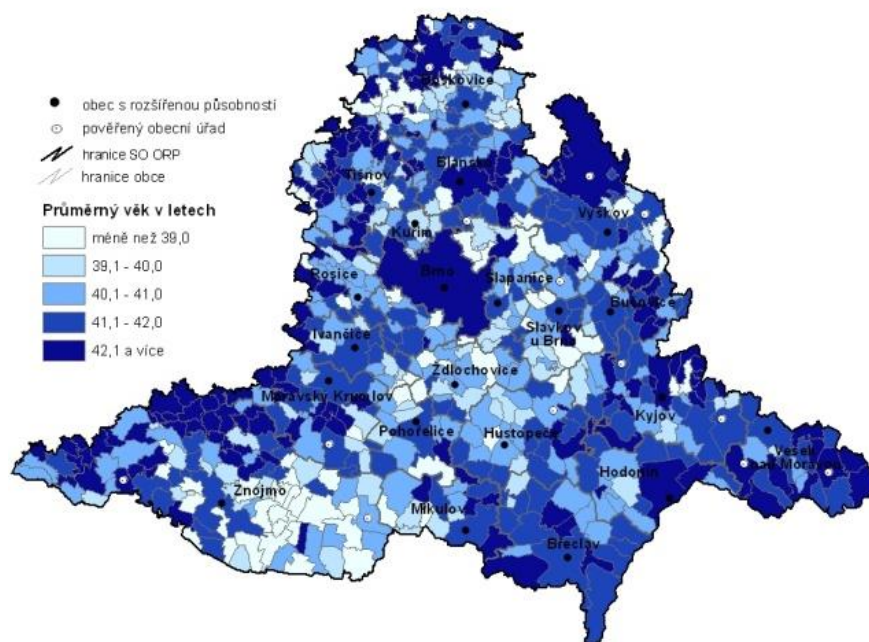 obec s rozšířenou působností
pověřený obecní úřad
hranice SO ORP
hranice obce
Průměrný věk v letech
méně než 39,0
39,1 - 40,0
40,1 - 41,0
41,1 - 42,0
42,1 a více
Boskovice
Blansko
Tišnov
Vyškov
Kuřim
Rosice
Brno
Šlapanice
Bučovice
Slavkov
u Brna
Ivančice
Židlochovice
Moravský Krumlov
Kyjov
Pohořelice
Hustopeče
Veselí
nad Moravou
Hodonín
Znojmo
Mikulov
Břeclav